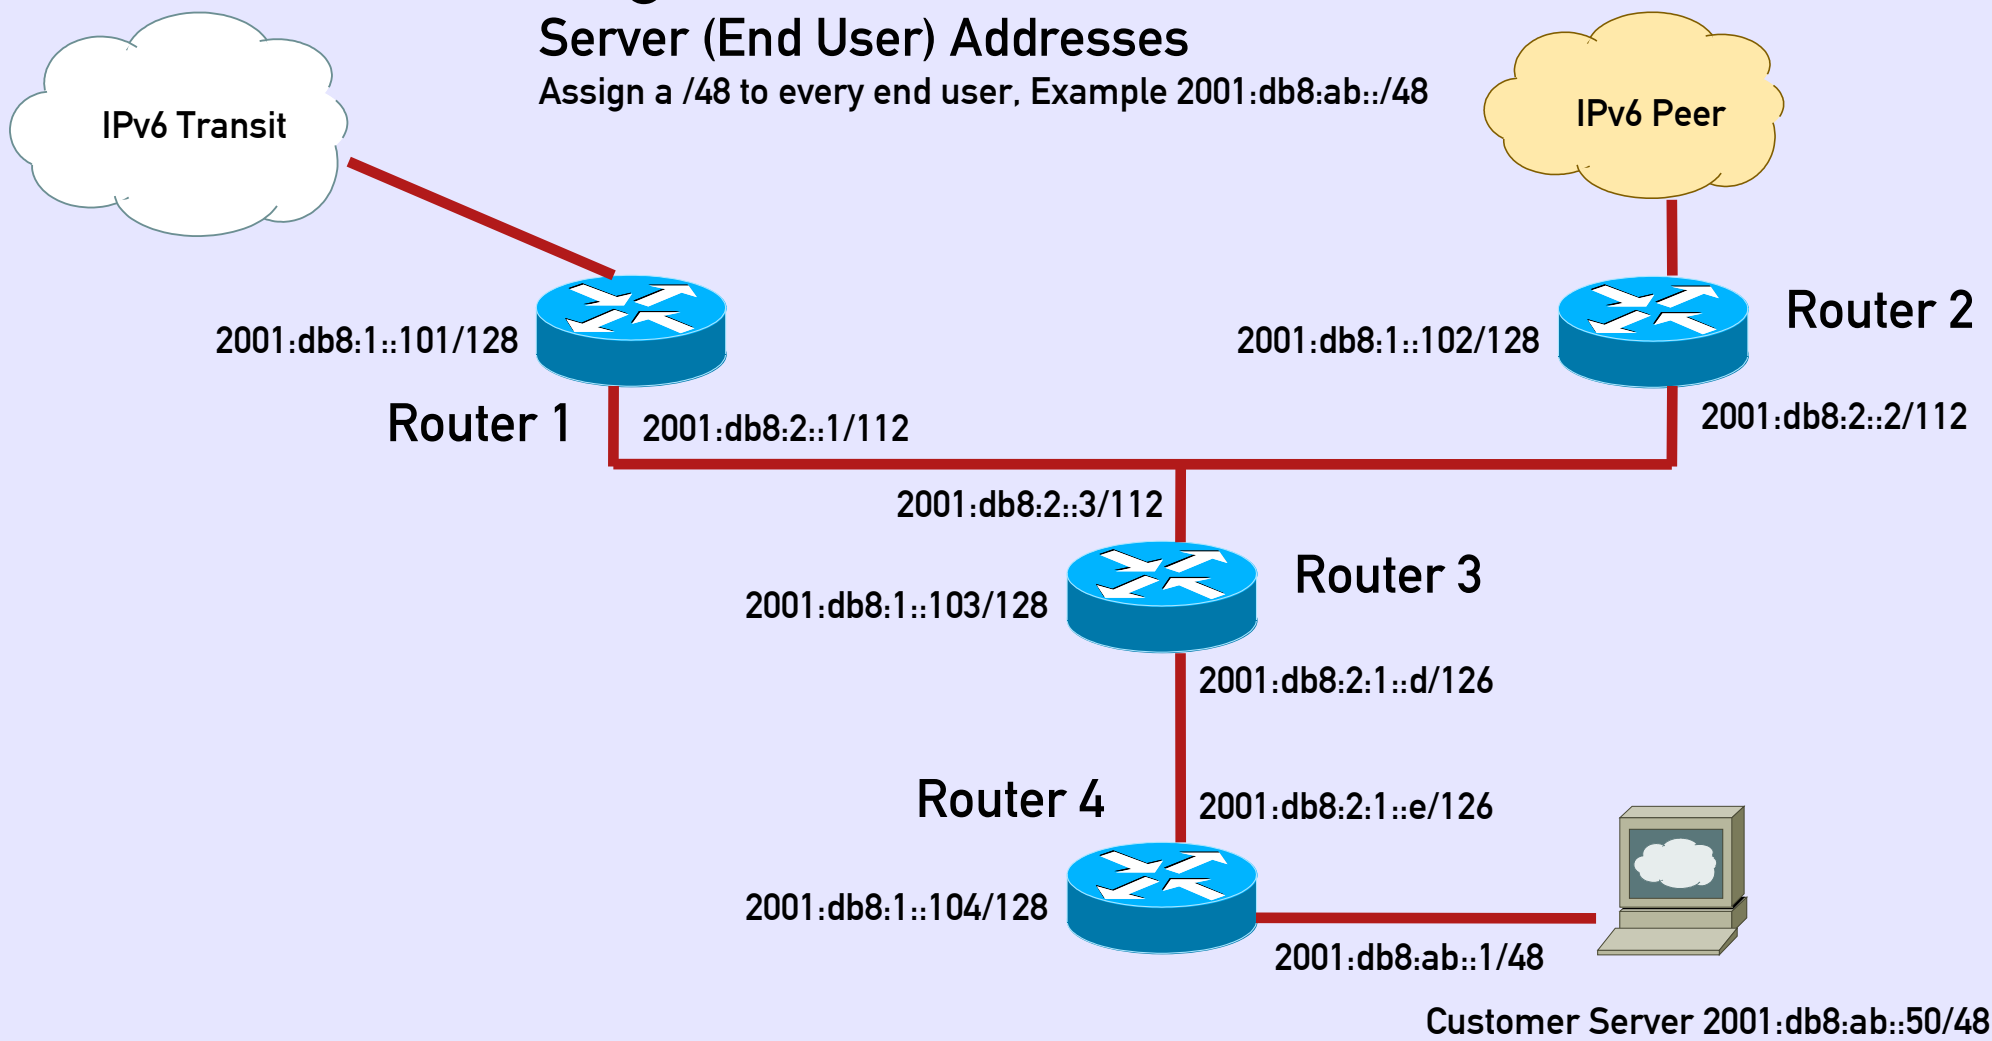 Server (End User) Addresses
Assign a /48 to every end user, Example 2001:db8:ab::/48
IPv6 Transit
IPv6 Peer
Router 2
2001:db8:1::101/128
2001:db8:1::102/128
Router 1
2001:db8:2::1/112
2001:db8:2::2/112
2001:db8:2::3/112
Router 3
2001:db8:1::103/128
2001:db8:2:1::d/126
Router 4
2001:db8:2:1::e/126
2001:db8:1::104/128
2001:db8:ab::1/48
Customer Server 2001:db8:ab::50/48